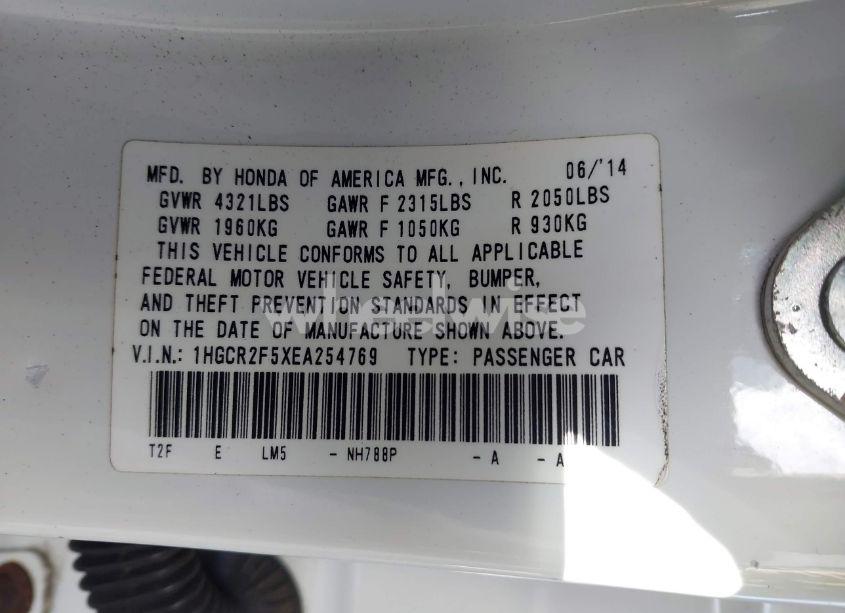 MFD. BY HONDA OF AMERICA MFG., INC. 06/'14
GVWR 4321LBS GAWR F 2315LBS R 2050LBS
GVWR 1960KG GAWR F 1050KG R 930KG
THIS VEHICLE CONFORMS TO ALL APPLICABLE
FEDERAL MOTOR VEHICLE SAFETY, BUMPER,
AND THEFT PREVENTION STANDARDS IN EFFECT
wheelwise
ON THE DATE OF MANUFACTURE SHOWN ABOVE.
V.I.N.: 1HGCR2F5XEA254769 TYPE: PASSENGER CAR
T2F E LM5 - NH788P - A - A